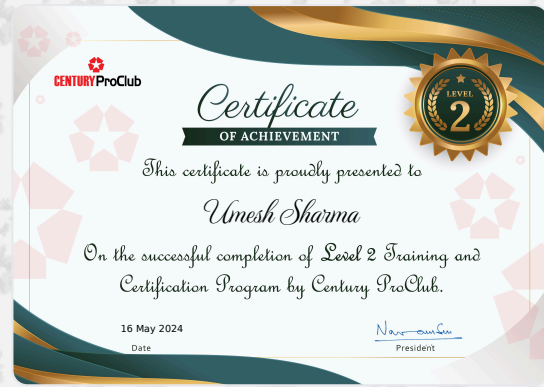 CENTURY ProClub
Certificate
OF ACHIEVEMENT
LEVEL
2
This certificate is proudly presented to
Umesh Sharma
On the successful completion of Level 2 Training and
Certification Program by Century ProClub.
16 May 2024
Date
President